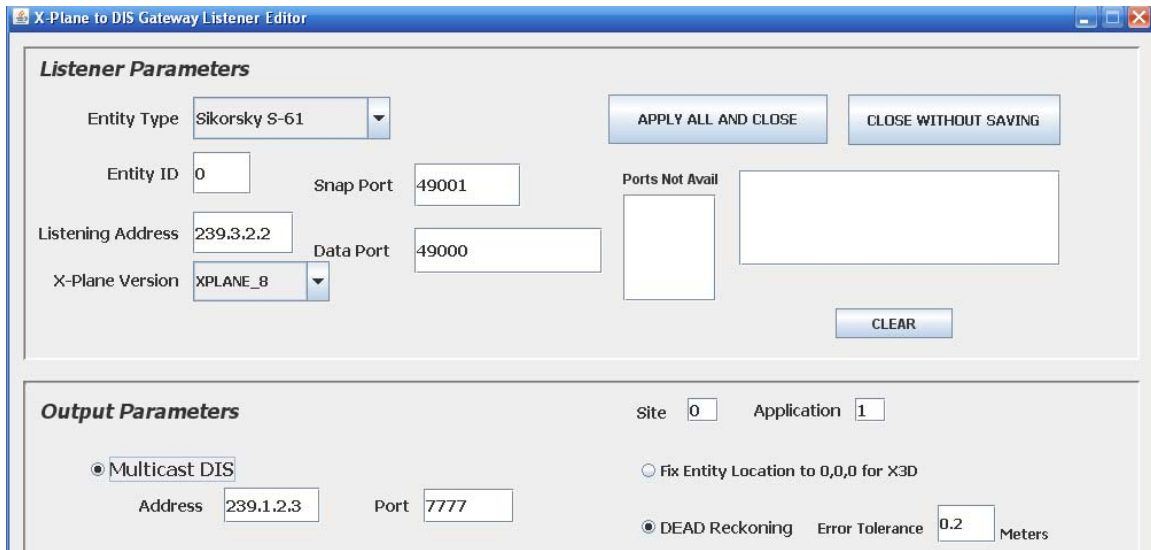 X-Plane to DIS Gateway Listener Editor
Listener Parameters
Entity Type Sikorsky S-61
APPLY ALL AND CLOSE
CLOSE WITHOUT SAVING
Entity ID 0
Snap Port 49001
Ports Not Avail
Listening Address 239.3.2.2
Data Port 49000
X-Plane Version XPLANE_8
CLEAR
Output Parameters
Site 0 Application 1
Multicast DIS
Fix Entity Location to 0,0,0 for X3D
Address 239.1.2.3 Port 7777
DEAD Reckoning Error Tolerance 0.2 Meters